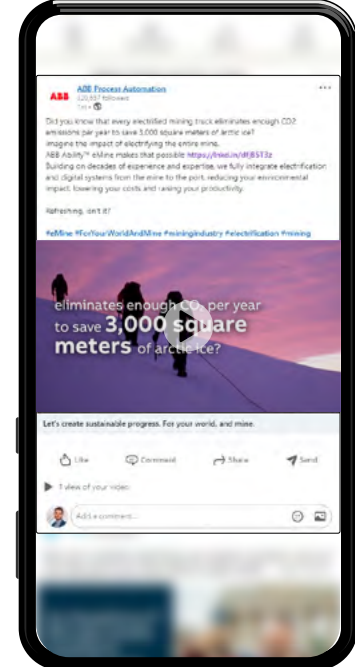 ABB
ABB Process Automation
followers
Did you know that every electrified mining truck eliminates enough CO2
emissions per year to save 3,000 square meters of arctic ice?
Imagine the impact of electrifying the entire mine.
ABB Ability™ eMine makes that possible
Building on decades of experience and expertise, we fully integrate electrification
and digital systems from the mine to the port, reducing your environmental
impact, lowering your costs and raising your productivity.
Refreshing, isn't it?
#eMine #ForYourWorldAndMine #miningindustry #electrification #mining
eliminates enough CO₂ per year
to save 3,000 square
meters of arctic ice?
Let's create sustainable progress. For your world, and mine.
Like Comment Share Send
1 view of your video
Add a comment...